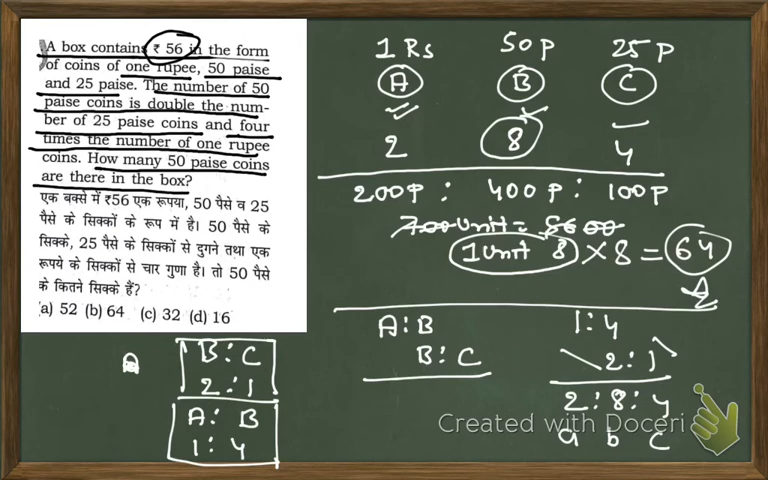 A box contains ₹ 56 in the form
of coins of one rupee, 50 paise
and 25 paise. The number of 50
paise coins is double the num-
ber of 25 paise coins and four
times the number of one rupee
coins. How many 50 paise coins
are there in the box?
एक बक्से में ₹56 एक रूपया, 50 पैसे व 25
पैसे के सिक्कों के रूप में है। 50 पैसे के
सिक्के, 25 पैसे के सिक्कों से दुगने तथा एक
रूपये के सिक्कों से चार गुणा है। तो 50 पैसे
के कितने सिक्के हैं?
(a) 52 (b) 64 (c) 32 (d) 16
1 Rs 50 P 25 P
A B C
2 8 4
200P : 400P : 100P
700 unit = 5600
1 unit 8 × 8 = 64
A
A : B 1 : 4
B : C 2 : 1
2 : 8 : 4
a b c
B : C
2 : 1
A : B
1 : 4
Created with Doceri